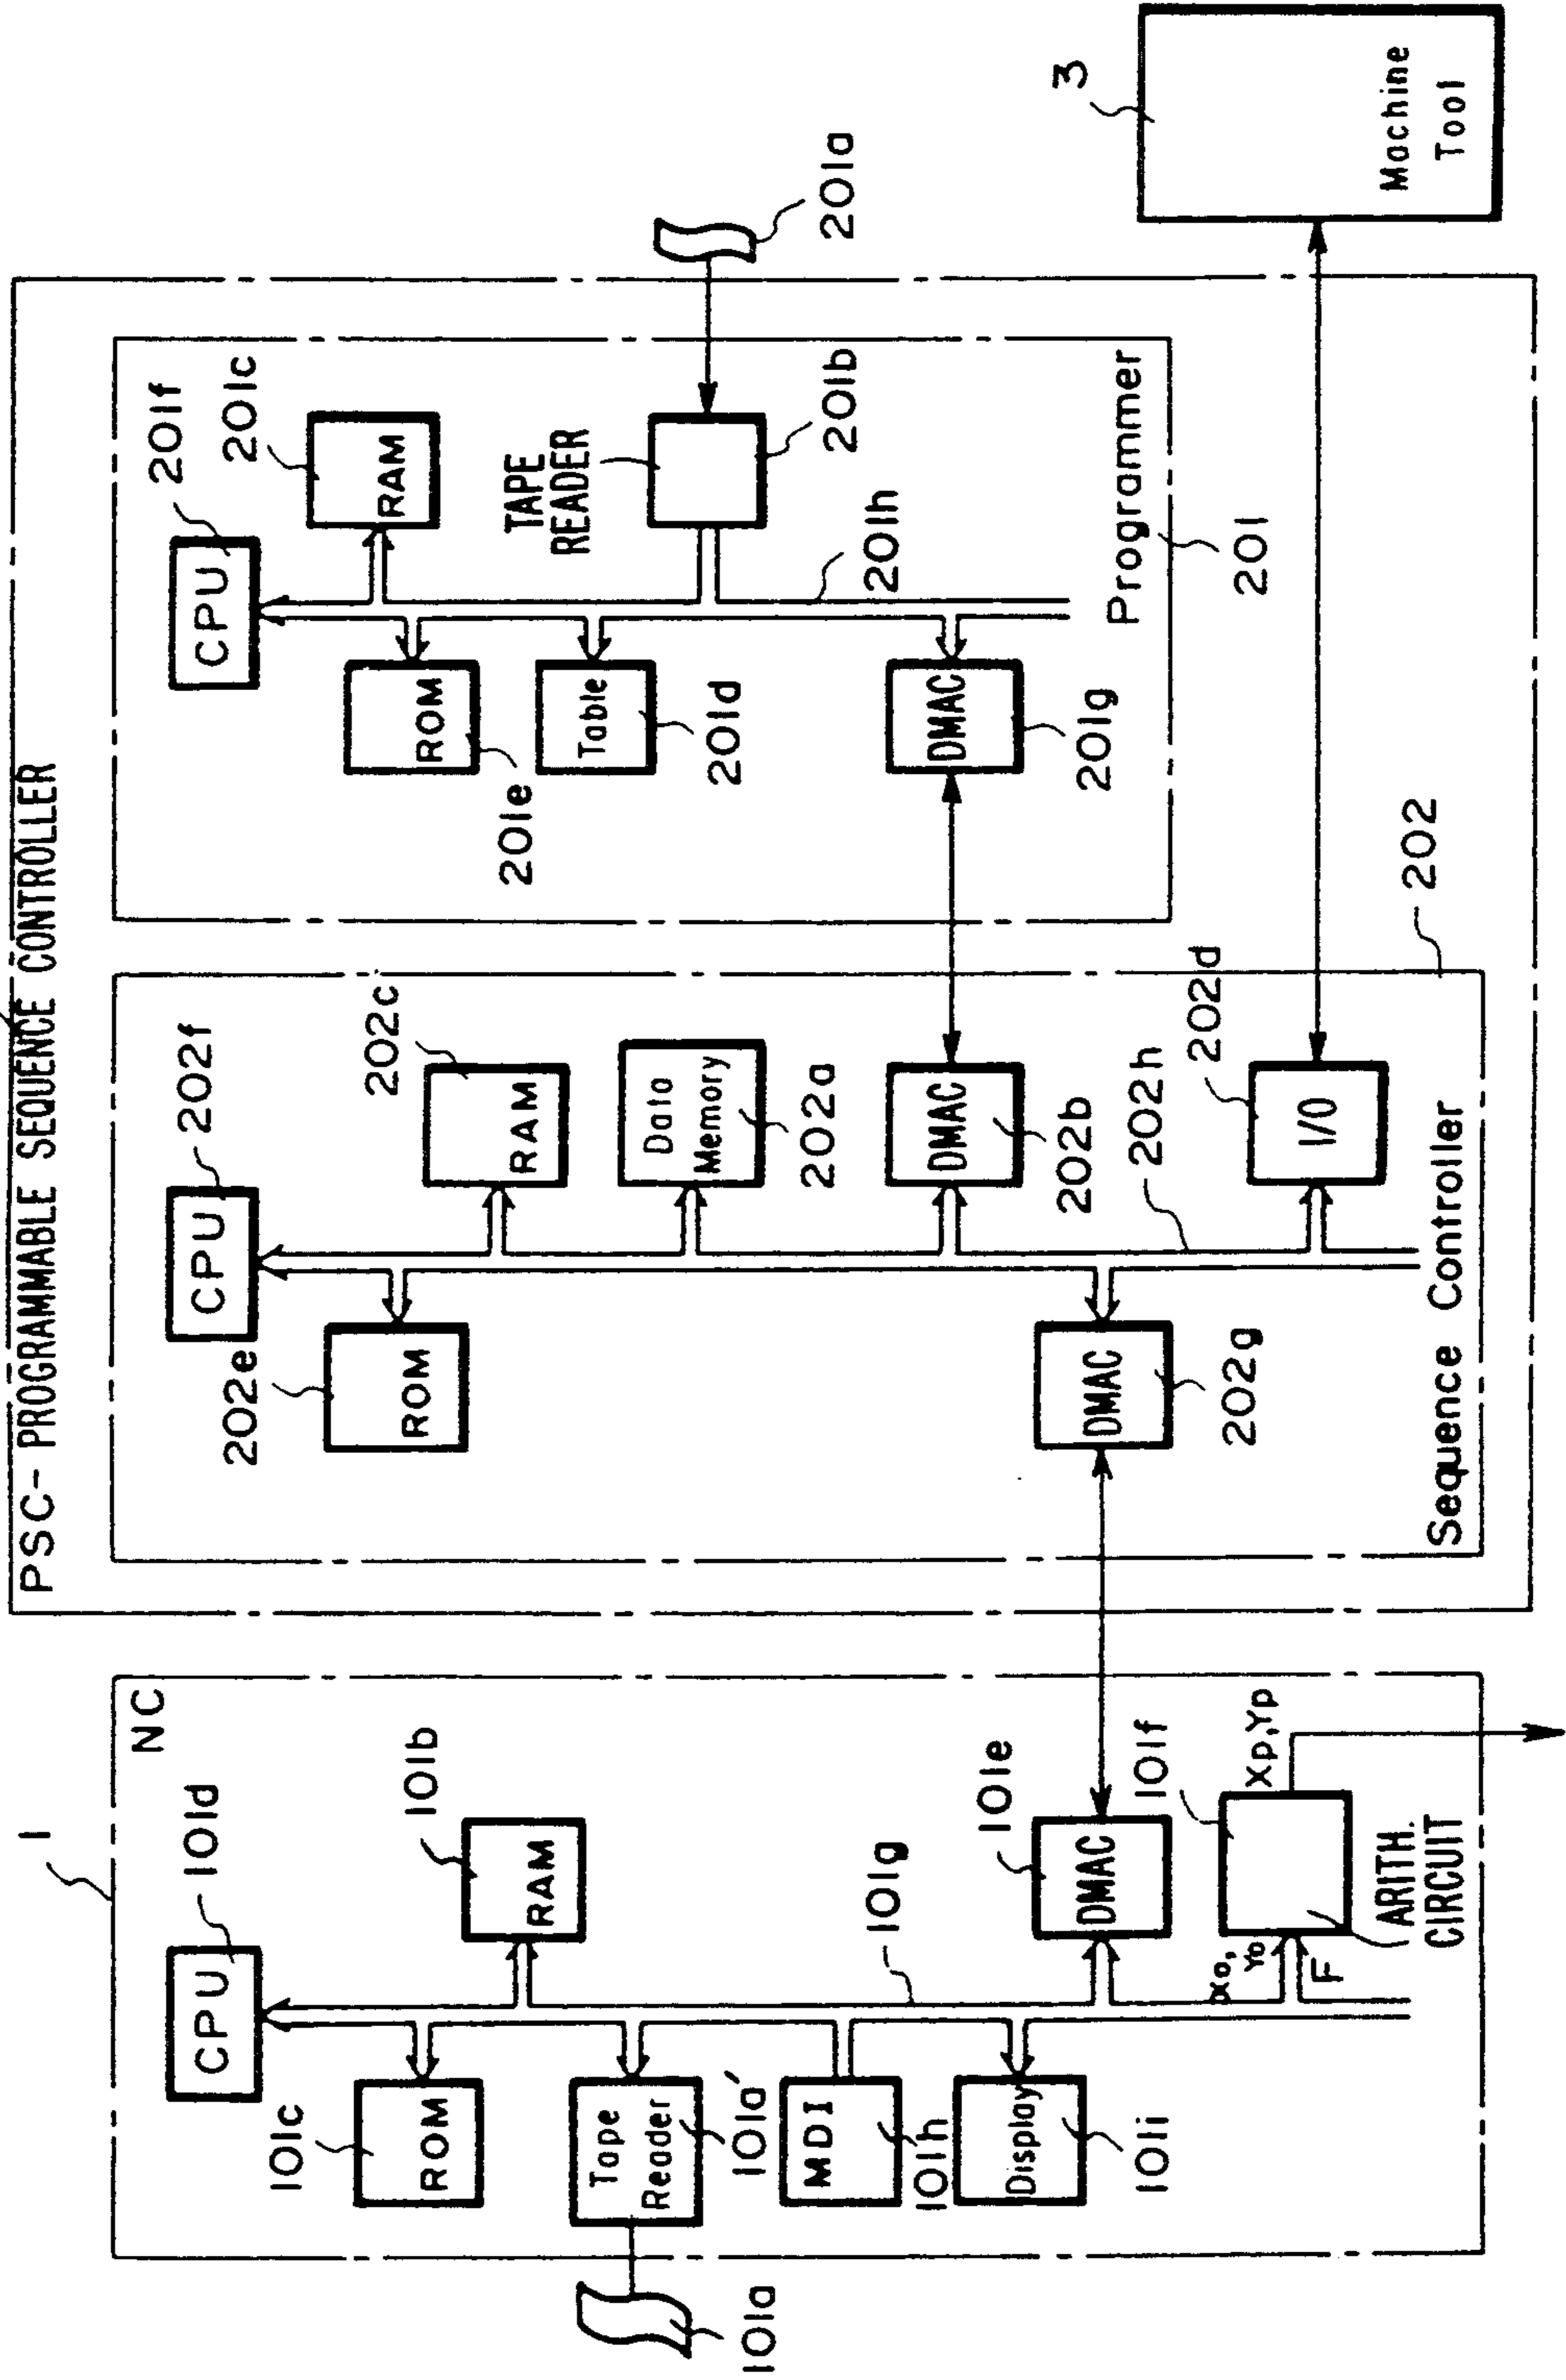 PSC-PROGRAMMABLE SEQUENCE CONTROLLER
1
NC
CPU
101d
101c
ROM
101b
RAM
101a
Tape
Reader
101a'
MDI
101h
101g
Display
101i
101e
DMAC
101f
Xo,
Yo
F
Xp,Yp
ARITH.
CIRCUIT
CPU
202f
202e
ROM
202c
RAM
Data
Memory
202a
DMAC
202b
202h
DMAC
202g
202d
I/O
Sequence Controller
202
CPU
201f
201c
RAM
ROM
201e
TAPE
READER
201b
201a
Table
201d
201h
DMAC
201g
Programmer
201
3
Machine
Tool